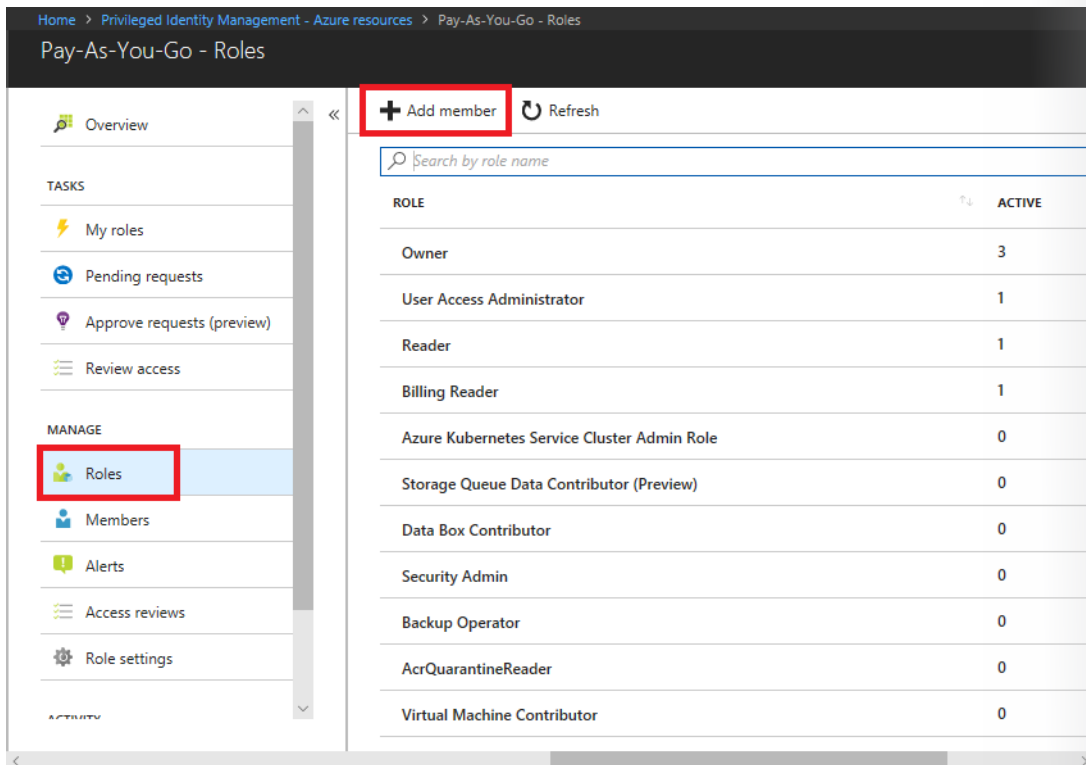 Home > Privileged Identity Management - Azure resources > Pay-As-You-Go - Roles
Pay-As-You-Go - Roles
Overview
TASKS
My roles
Pending requests
Approve requests (preview)
Review access
MANAGE
Roles
Members
Alerts
Access reviews
Role settings
ACTIVITY
Add member Refresh
Search by role name
ROLE ACTIVE
Owner 3
User Access Administrator 1
Reader 1
Billing Reader 1
Azure Kubernetes Service Cluster Admin Role 0
Storage Queue Data Contributor (Preview) 0
Data Box Contributor 0
Security Admin 0
Backup Operator 0
AcrQuarantineReader 0
Virtual Machine Contributor 0